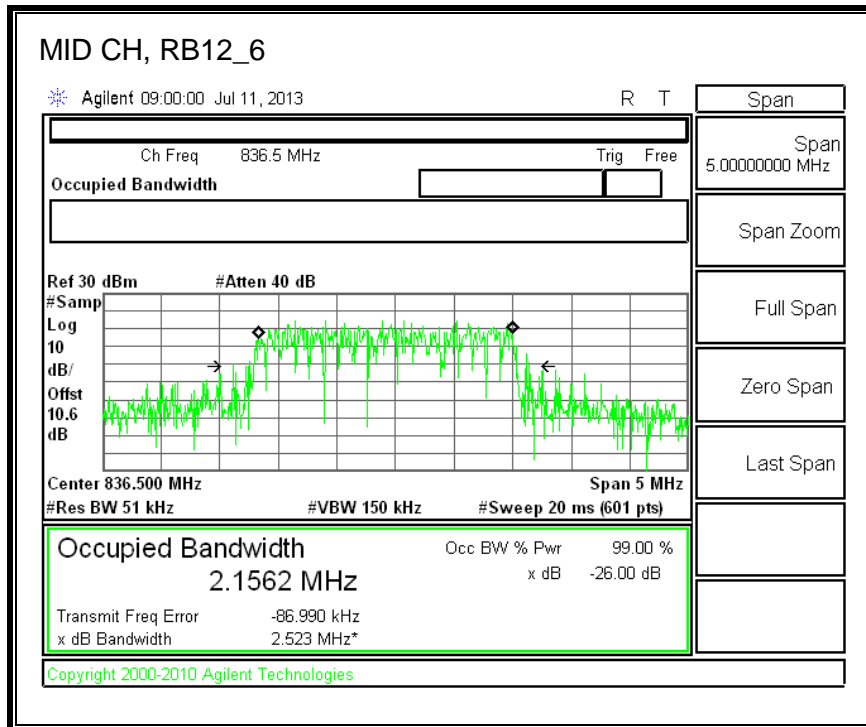 MID CH, RB12_6
Agilent 09:00:00 Jul 11, 2013 R T
Span
Ch Freq 836.5 MHz Trig Free
Occupied Bandwidth
Span
5.00000000 MHz
Span Zoom
Full Span
Zero Span
Last Span
Ref 30 dBm #Atten 40 dB
#Samp
Log
10
dB/
Offst
10.6
dB
Center 836.500 MHz Span 5 MHz
#Res BW 51 kHz #VBW 150 kHz #Sweep 20 ms (601 pts)
Occupied Bandwidth Occ BW % Pwr 99.00 %
2.1562 MHz x dB -26.00 dB
Transmit Freq Error -86.990 kHz
x dB Bandwidth 2.523 MHz*
Copyright 2000-2010 Agilent Technologies